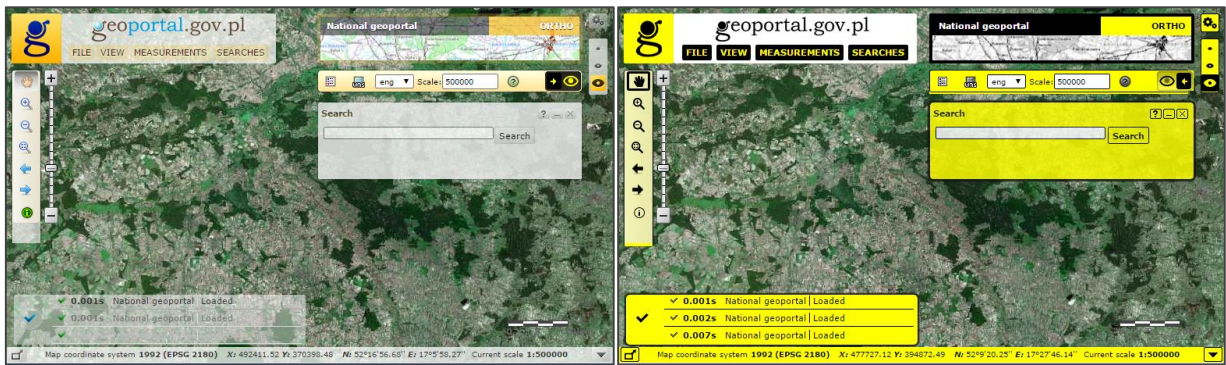 geoportal.gov.pl
FILE VIEW MEASUREMENTS SEARCHES
National geoportal ORTHO
eng Scale: 500000 ?
Search ?
Search
0.001s National geoportal Loaded
0.001s National geoportal Loaded
Map coordinate system 1992 (EPSG 2180) X: 492411.52 Y: 370398.48 N: 52°16'56.68'' E: 17°5'58.27'' Current scale 1:500000
geoportal.gov.pl
FILE VIEW MEASUREMENTS SEARCHES
National geoportal ORTHO
eng Scale: 500000 ?
Search ?
Search
0.001s National geoportal Loaded
0.002s National geoportal Loaded
0.007s National geoportal Loaded
Map coordinate system 1992 (EPSG 2180) X: 477727.12 Y: 394872.49 N: 52°9'20.25'' E: 17°27'46.14'' Current scale 1:500000